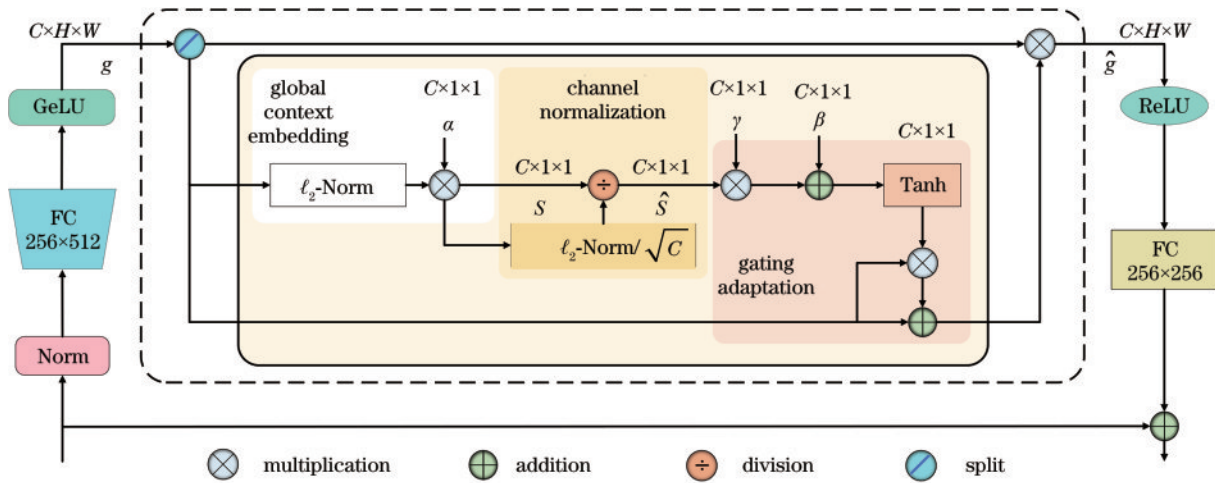 C×H×W
g
GeLU
FC
256×512
Norm
global
context
embedding
C×1×1
α
ℓ₂-Norm
channel
normalization
C×1×1
S
C×1×1
Ŝ
ℓ₂-Norm/√C
C×1×1
γ
C×1×1
β
C×1×1
Tanh
gating
adaptation
C×H×W
ĝ
ReLU
FC
256×256
multiplication
addition
division
split